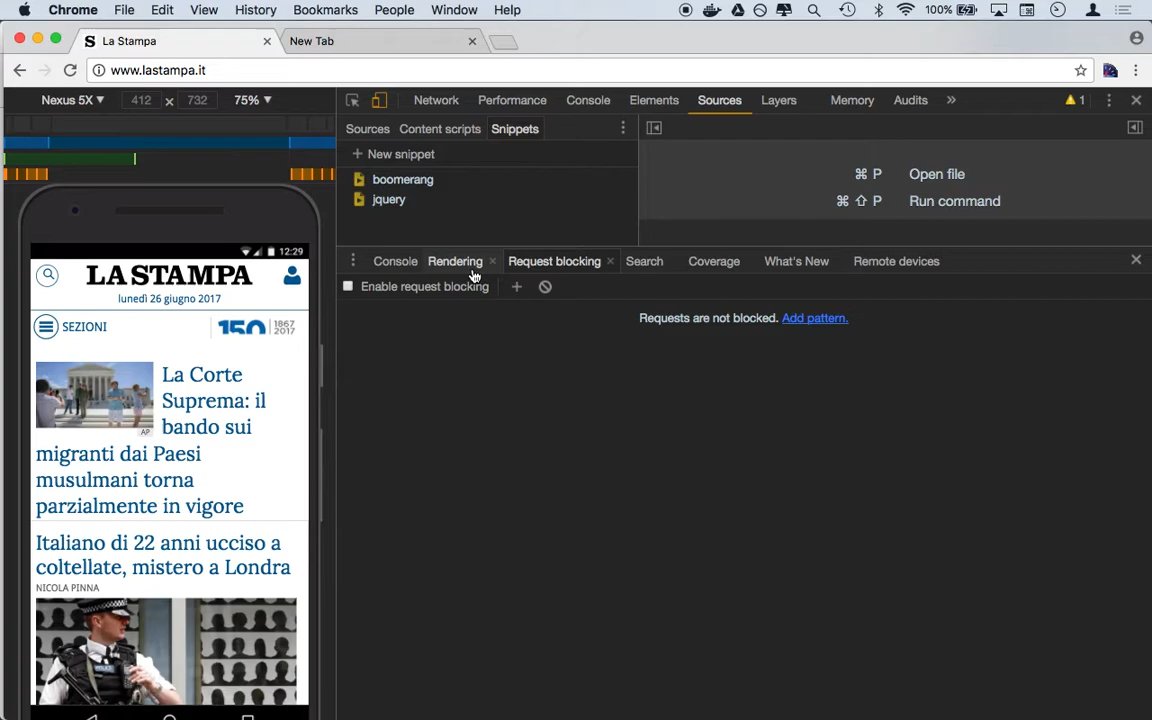 Chrome File Edit View History Bookmarks People Window Help 100%
S La Stampa New Tab
www.lastampa.it
Nexus 5X 412 × 732 75%
Network Performance Console Elements Sources Layers Memory Audits » 1
Sources Content scripts Snippets
+ New snippet
boomerang
jquery
⌘ P Open file
⌘ ⇧ P Run command
Console Rendering × Request blocking × Search Coverage What's New Remote devices
Enable request blocking
Requests are not blocked. Add pattern.
12:29
LA STAMPA
lunedì 26 giugno 2017
SEZIONI 150 1867 2017
La Corte
Suprema: il
bando sui
AP
migranti dai Paesi
musulmani torna
parzialmente in vigore
Italiano di 22 anni ucciso a
coltellate, mistero a Londra
NICOLA PINNA